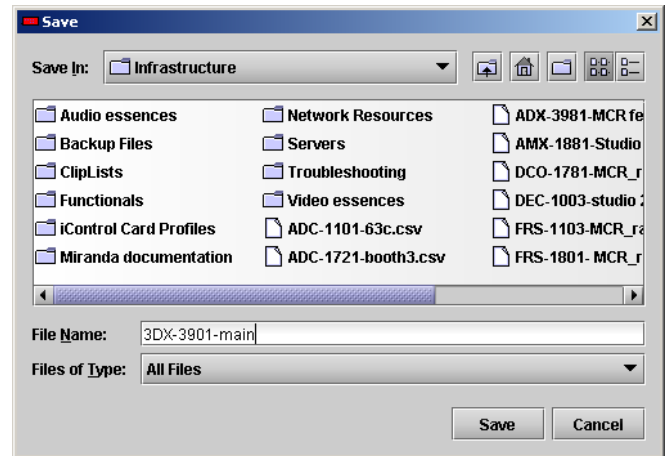 Save
Save In: Infrastructure
Audio essences Network Resources ADX-3981-MCR fe
Backup Files Servers AMX-1881-Studio
ClipLists Troubleshooting DCO-1781-MCR_r
Functionals Video essences DEC-1003-studio 2
iControl Card Profiles ADC-1101-63c.csv FRS-1103-MCR_ra
Miranda documentation ADC-1721-booth3.csv FRS-1801- MCR_r
File Name: 3DX-3901-main
Files of Type: All Files
Save Cancel